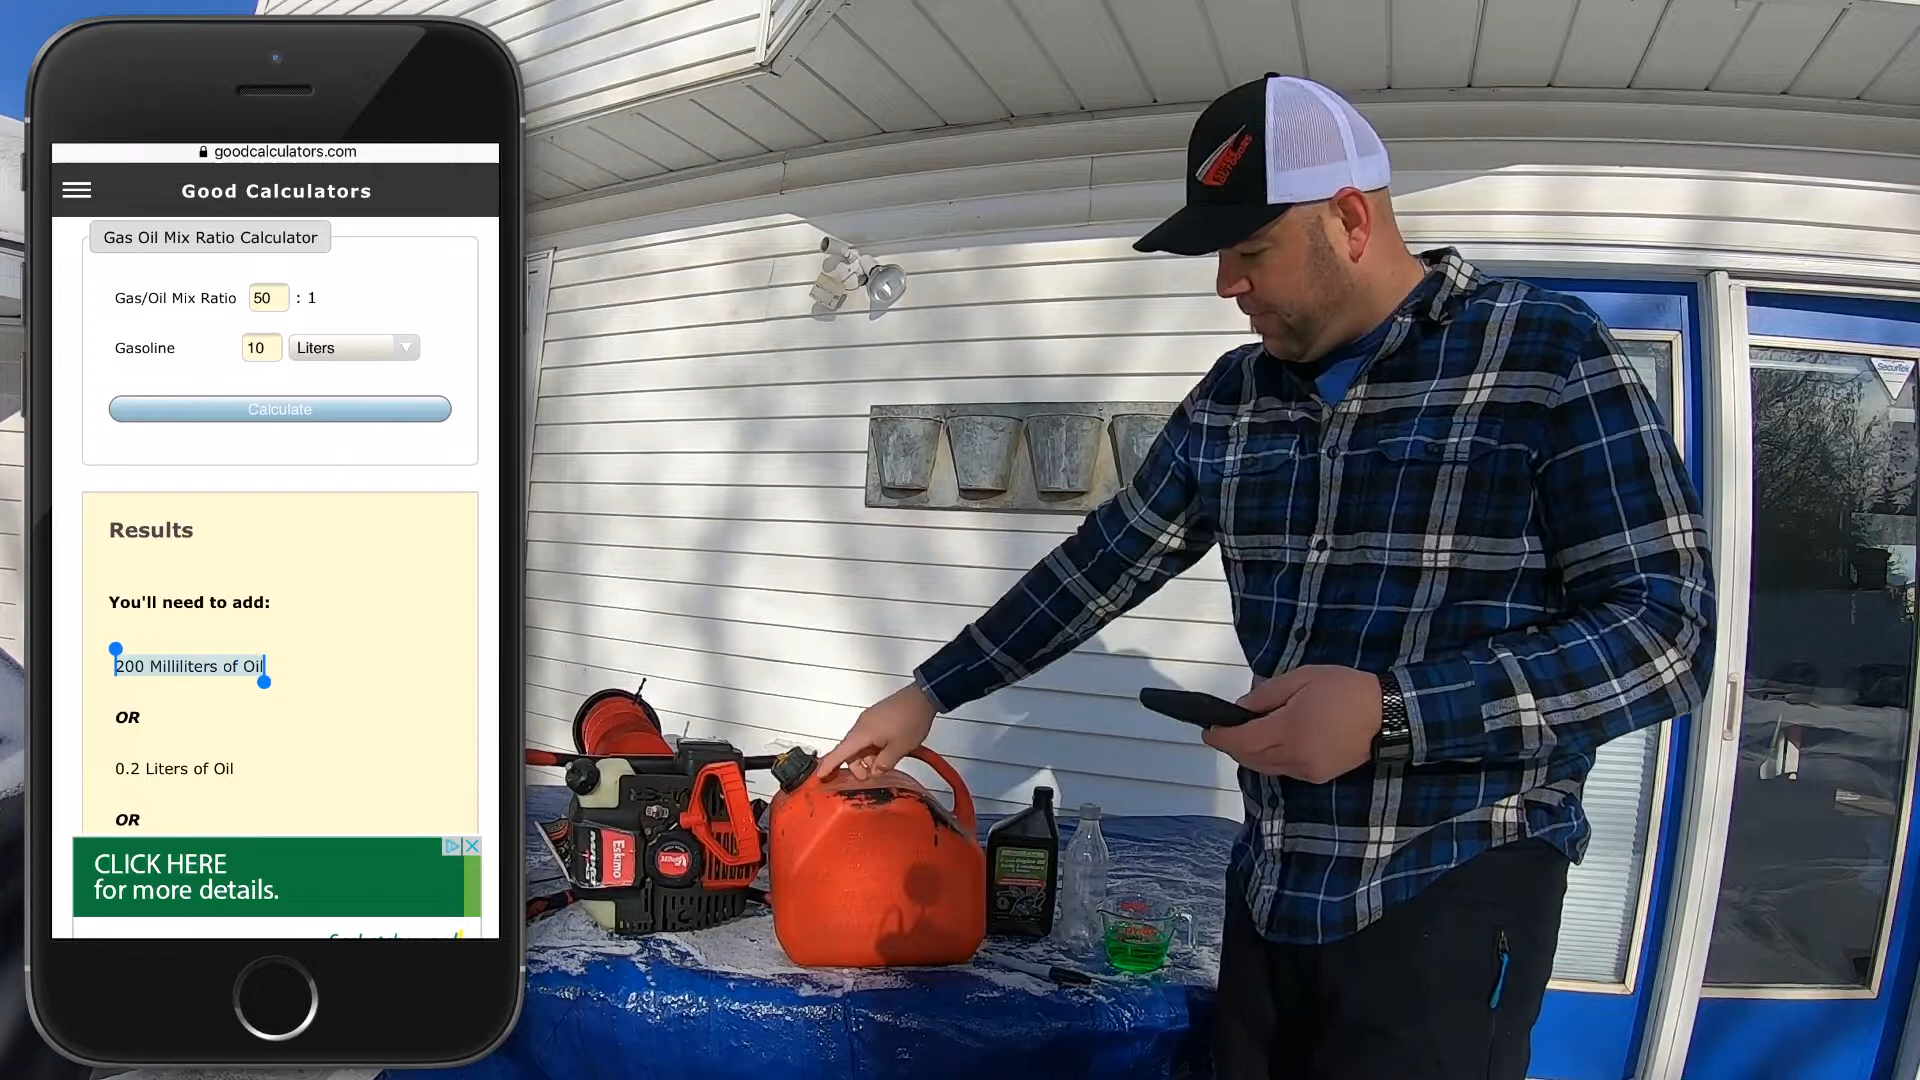 goodcalculators.com
Good Calculators
Gas Oil Mix Ratio Calculator
Gas/Oil Mix Ratio 50 : 1
Gasoline 10 Liters
Calculate
Results
You'll need to add:
200 Milliliters of Oil
OR
0.2 Liters of Oil
OR
CLICK HERE
for more details.
OUTDOORS
SecurTek
Eskimo